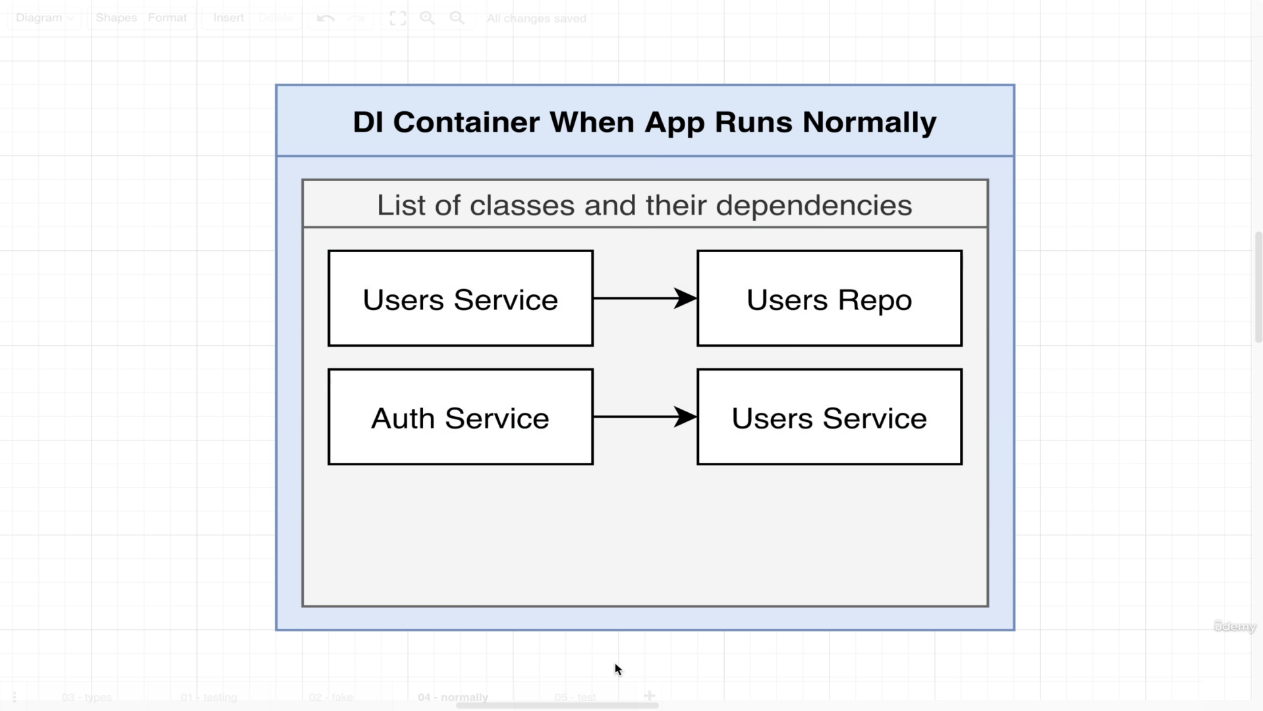 Diagram Shapes Format Insert Delete All changes saved
DI Container When App Runs Normally
List of classes and their dependencies
Users Service
Users Repo
Auth Service
Users Service
ûdemy
03 - types 01 - testing 02 - fake 04 - normally 05 - test